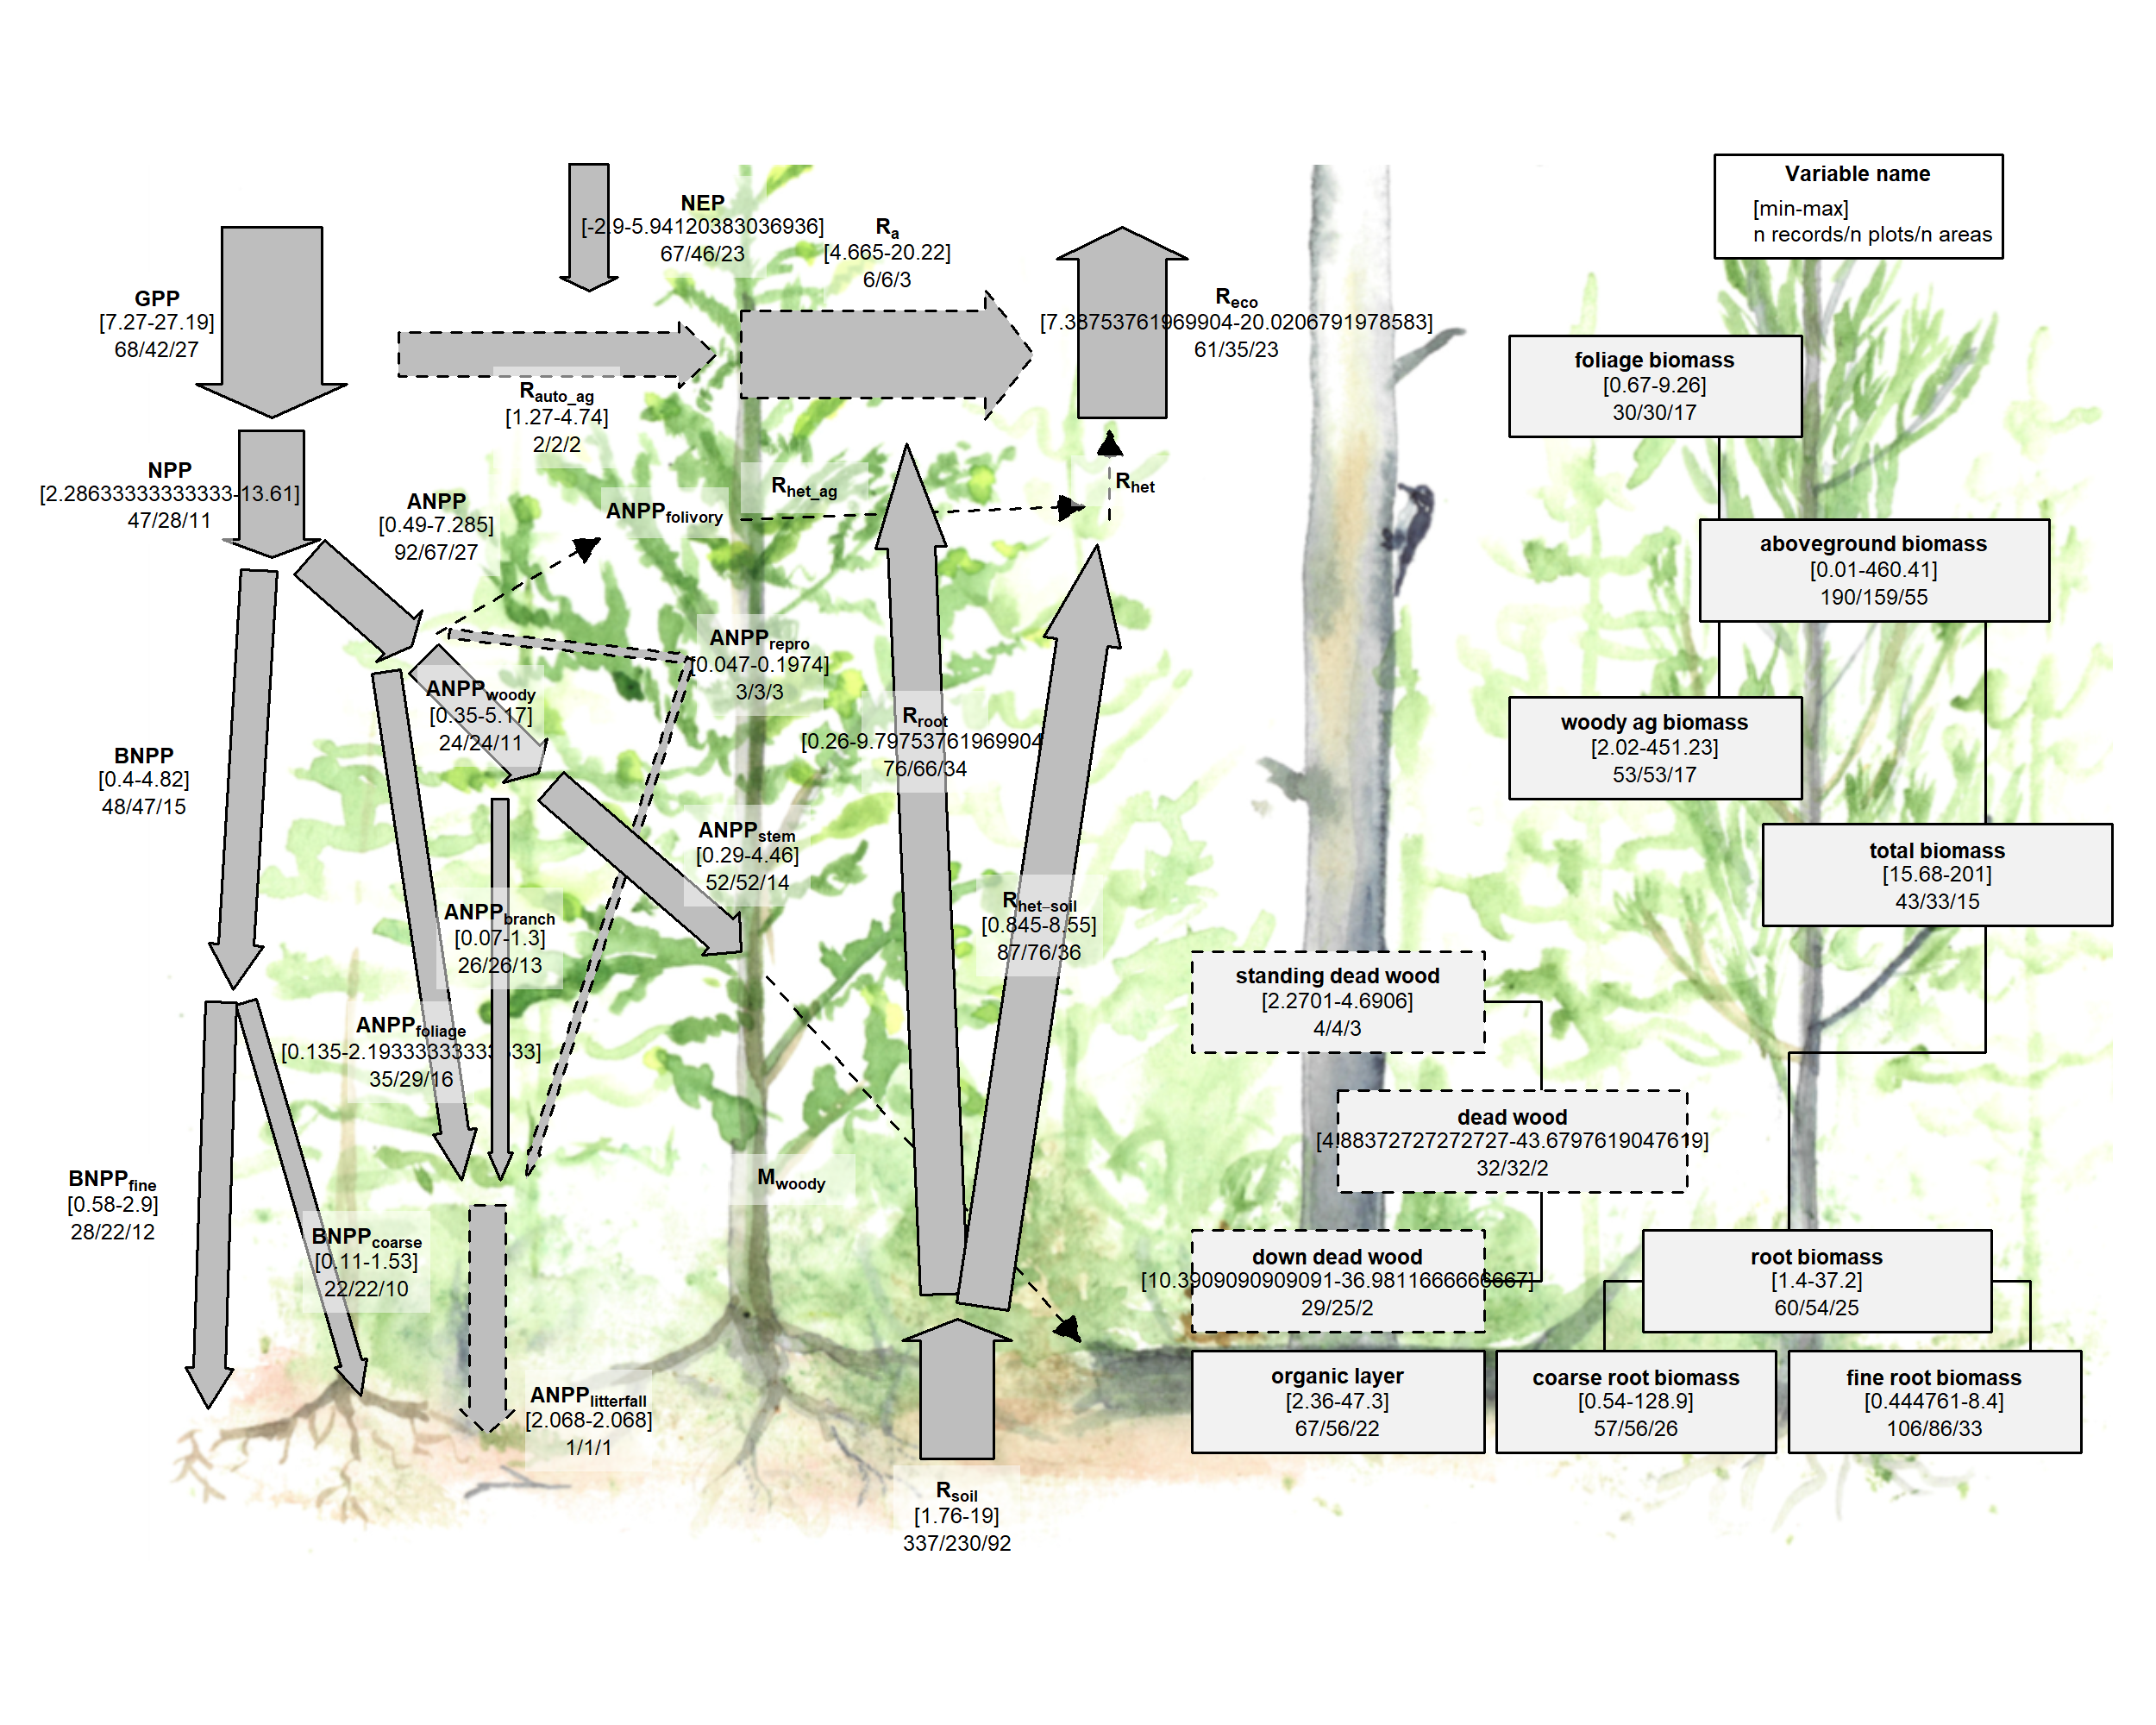 Variable name
[min-max]
n records/n plots/n areas
NEP
[-2.9-5.94120383036936]
67/46/23
Ra
[4.665-20.22]
6/6/3
GPP
[7.27-27.19]
68/42/27
Reco
[7.38753761969904-20.0206791978583]
61/35/23
Rauto_ag
[1.27-4.74]
2/2/2
NPP
[2.28633333333333-13.61]
47/28/11
ANPP
[0.49-7.285]
92/67/27
ANPPfolivory
Rhet_ag
Rhet
ANPPrepro
[0.047-0.1974]
3/3/3
ANPPwoody
[0.35-5.17]
24/24/11
Rroot
[0.26-9.79753761969904
76/66/34
BNPP
[0.4-4.82]
48/47/15
ANPPstem
[0.29-4.46]
52/52/14
ANPPbranch
[0.07-1.3]
26/26/13
Rhet-soil
[0.845-8.55]
87/76/36
ANPPfoliage
[0.135-2.19333333333333]
35/29/16
BNPPfine
[0.58-2.9]
28/22/12
BNPPcoarse
[0.11-1.53]
22/22/10
Mwoody
ANPPlitterfall
[2.068-2.068]
1/1/1
Rsoil
[1.76-19]
337/230/92
foliage biomass
[0.67-9.26]
30/30/17
aboveground biomass
[0.01-460.41]
190/159/55
woody ag biomass
[2.02-451.23]
53/53/17
total biomass
[15.68-201]
43/33/15
standing dead wood
[2.2701-4.6906]
4/4/3
dead wood
[4.88372727272727-43.6797619047619]
32/32/2
down dead wood
[10.3909090909091-36.9811666666667]
29/25/2
root biomass
[1.4-37.2]
60/54/25
organic layer
[2.36-47.3]
67/56/22
coarse root biomass
[0.54-128.9]
57/56/26
fine root biomass
[0.444761-8.4]
106/86/33